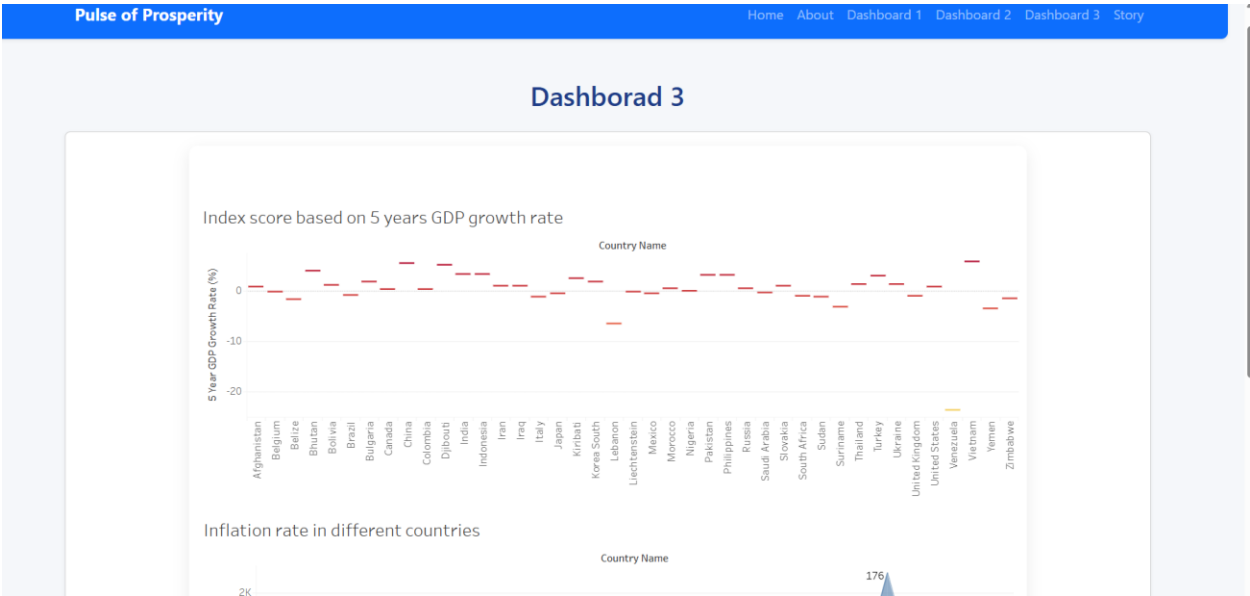 Pulse of Prosperity
Home About Dashboard 1 Dashboard 2 Dashboard 3 Story
Dashborad 3
Index score based on 5 years GDP growth rate
Country Name
5 Year GDP Growth Rate (%)
0
-10
-20
Afghanistan
Belgium
Belize
Bhutan
Bolivia
Brazil
Bulgaria
Canada
China
Colombia
Djibouti
India
Indonesia
Iran
Iraq
Italy
Japan
Kiribati
Korea South
Lebanon
Liechtenstein
Mexico
Morocco
Nigeria
Pakistan
Philippines
Russia
Saudi Arabia
Slovakia
South Africa
Sudan
Suriname
Thailand
Turkey
Ukraine
United Kingdom
United States
Venezuela
Vietnam
Yemen
Zimbabwe
Inflation rate in different countries
Country Name
176
2K